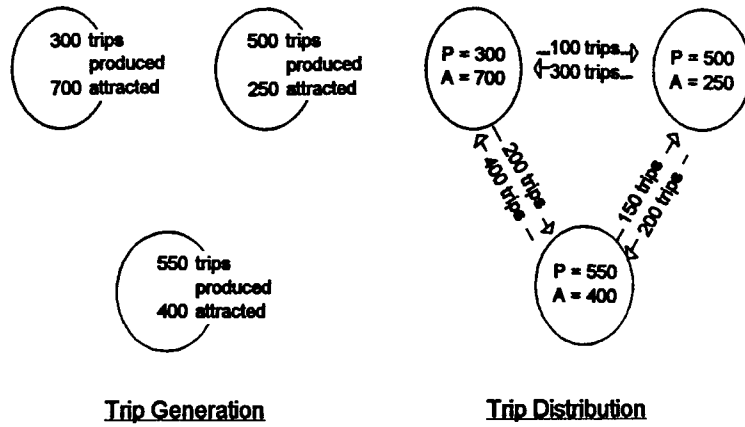 300 trips
produced
700 attracted
500 trips
produced
250 attracted
550 trips
produced
400 attracted
Trip Generation
P = 300
A = 700
100 trips
300 trips
P = 500
A = 250
200 trips
400 trips
150 trips
200 trips
P = 550
A = 400
Trip Distribution